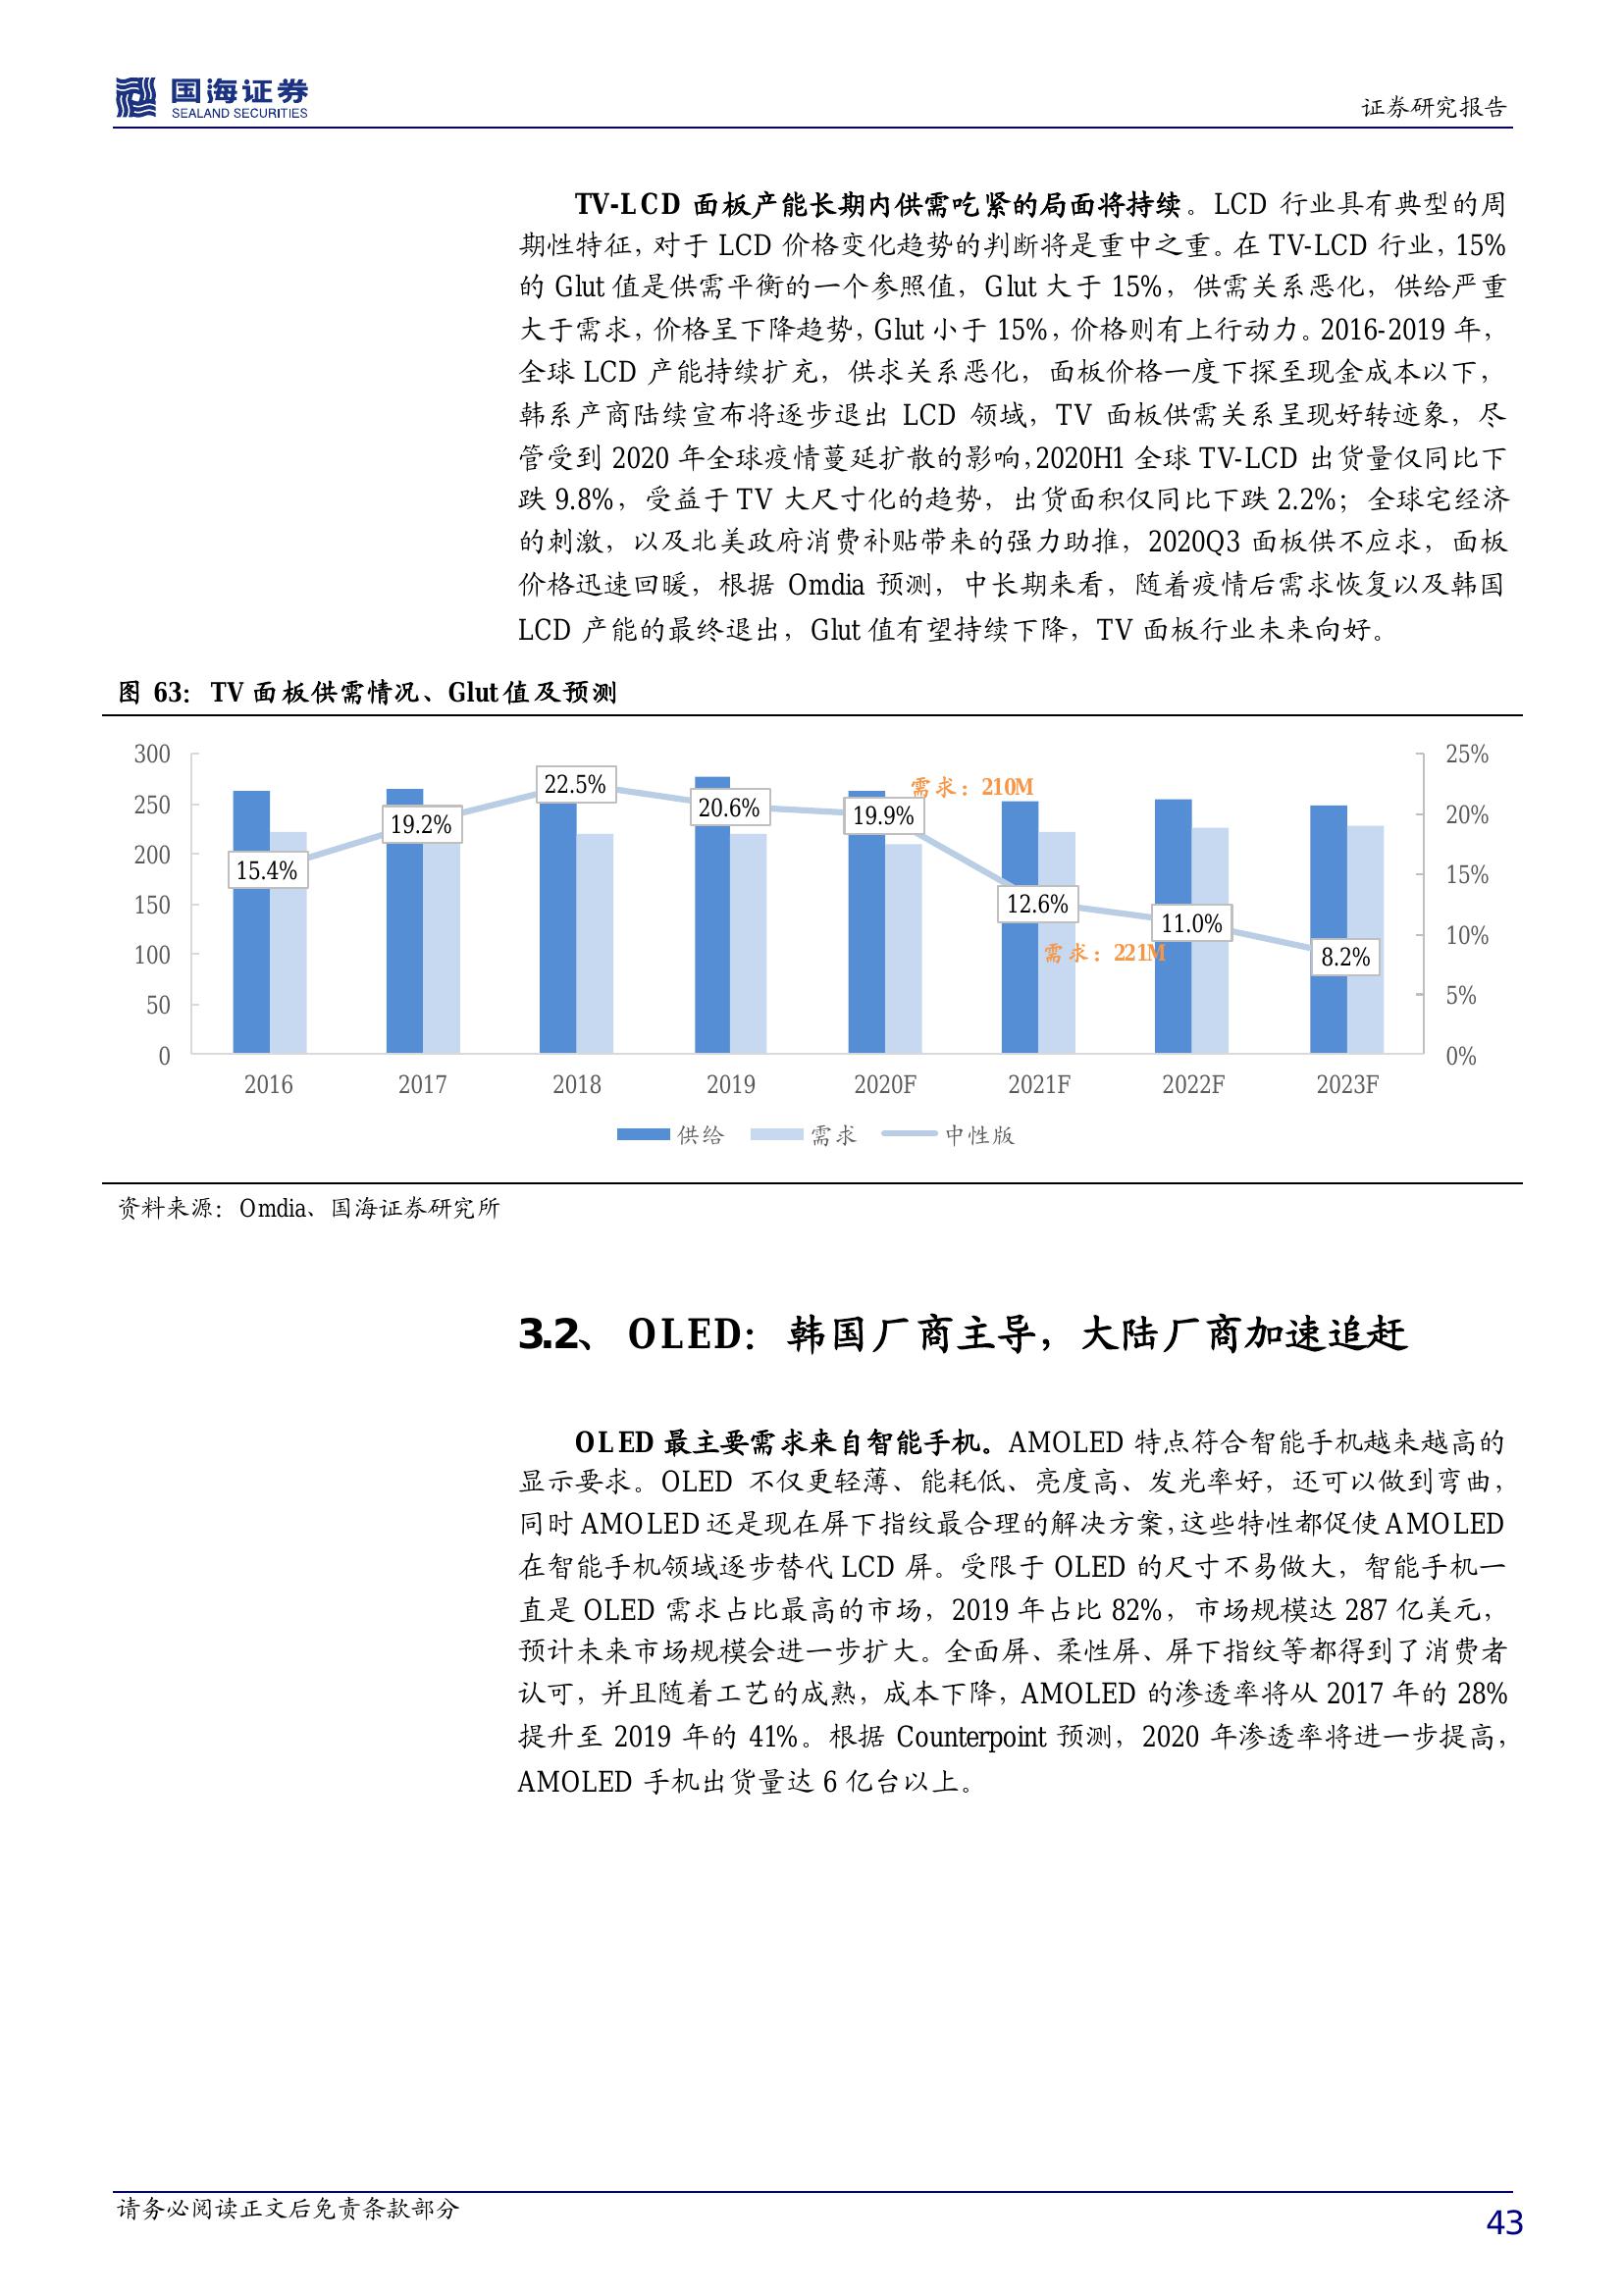 国海证券
SEALAND SECURITIES
证券研究报告
TV-LCD 面板产能长期内供需吃紧的局面将持续。LCD 行业具有典型的周
期性特征，对于 LCD 价格变化趋势的判断将是重中之重。在 TV-LCD 行业，15%
的 Glut 值是供需平衡的一个参照值，Glut 大于 15%，供需关系恶化，供给严重
大于需求，价格呈下降趋势，Glut 小于 15%，价格则有上行动力。2016-2019 年，
全球 LCD 产能持续扩充，供求关系恶化，面板价格一度下探至现金成本以下，
韩系产商陆续宣布将逐步退出 LCD 领域，TV 面板供需关系呈现好转迹象，尽
管受到 2020 年全球疫情蔓延扩散的影响，2020H1 全球 TV-LCD 出货量仅同比下
跌 9.8%，受益于 TV 大尺寸化的趋势，出货面积仅同比下跌 2.2%；全球宅经济
的刺激，以及北美政府消费补贴带来的强力助推，2020Q3 面板供不应求，面板
价格迅速回暖，根据 Omdia 预测，中长期来看，随着疫情后需求恢复以及韩国
LCD 产能的最终退出，Glut 值有望持续下降，TV 面板行业未来向好。
图 63：TV 面板供需情况、Glut 值及预测
300
250
200
150
100
50
0
25%
20%
15%
10%
5%
0%
15.4%
19.2%
22.5%
20.6%
19.9%
12.6%
11.0%
8.2%
需求：210M
需求：221M
2016 2017 2018 2019 2020F 2021F 2022F 2023F
供给 需求 中性版
资料来源：Omdia、国海证券研究所
3.2、 OLED：韩国厂商主导，大陆厂商加速追赶
OLED 最主要需求来自智能手机。AMOLED 特点符合智能手机越来越高的
显示要求。OLED 不仅更轻薄、能耗低、亮度高、发光率好，还可以做到弯曲，
同时 AMOLED 还是现在屏下指纹最合理的解决方案，这些特性都促使 AMOLED
在智能手机领域逐步替代 LCD 屏。受限于 OLED 的尺寸不易做大，智能手机一
直是 OLED 需求占比最高的市场，2019 年占比 82%，市场规模达 287 亿美元，
预计未来市场规模会进一步扩大。全面屏、柔性屏、屏下指纹等都得到了消费者
认可，并且随着工艺的成熟，成本下降，AMOLED 的渗透率将从 2017 年的 28%
提升至 2019 年的 41%。根据 Counterpoint 预测，2020 年渗透率将进一步提高，
AMOLED 手机出货量达 6 亿台以上。
请务必阅读正文后免责条款部分
43